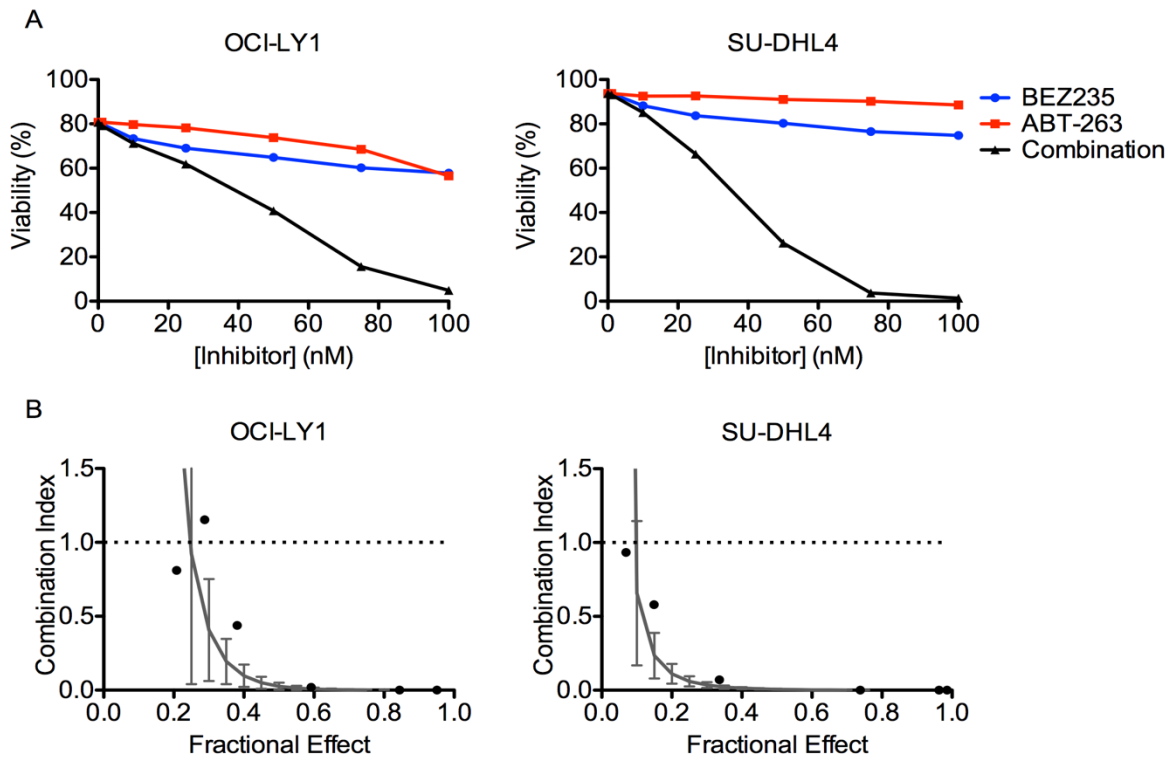 A
OCI-LY1
SU-DHL4
Viability (%)
100
80
60
40
20
0
0 20 40 60 80 100
[Inhibitor] (nM)
Viability (%)
100
80
60
40
20
0
0 20 40 60 80 100
[Inhibitor] (nM)
BEZ235
ABT-263
Combination
B
OCI-LY1
SU-DHL4
Combination Index
1.5
1.0
0.5
0.0
0.0 0.2 0.4 0.6 0.8 1.0
Fractional Effect
Combination Index
1.5
1.0
0.5
0.0
0.0 0.2 0.4 0.6 0.8 1.0
Fractional Effect